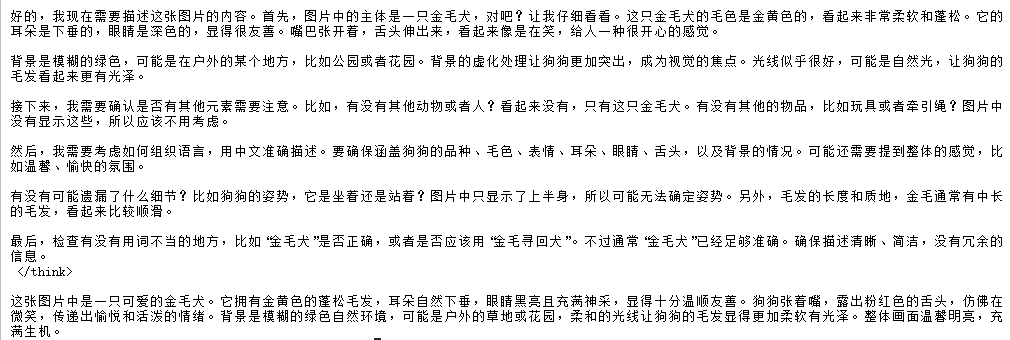 好的，我现在需要描述这张图片的内容。首先，图片中的主体是一只金毛犬，对吧？让我仔细看看。这只金毛犬的毛色是金黄色的，看起来非常柔软和蓬松。它的
耳朵是下垂的，眼睛是深色的，显得很友善。嘴巴张开着，舌头伸出来，看起来像是在笑，给人一种很开心的感觉。
背景是模糊的绿色，可能是在户外的某个地方，比如公园或者花园。背景的虚化处理让狗狗更加突出，成为视觉的焦点。光线似乎很好，可能是自然光，让狗狗的
毛发看起来更有光泽。
接下来，我需要确认是否有其他元素需要注意。比如，有没有其他动物或者人？看起来没有，只有这只金毛犬。有没有其他的物品，比如玩具或者牵引绳？图片中
没有显示这些，所以应该不用考虑。
然后，我需要考虑如何组织语言，用中文准确描述。要确保涵盖狗狗的品种、毛色、表情、耳朵、眼睛、舌头，以及背景的情况。可能还需要提到整体的感觉，比
如温馨、愉快的氛围。
有没有可能遗漏了什么细节？比如狗狗的姿势，它是坐着还是站着？图片中只显示了上半身，所以可能无法确定姿势。另外，毛发的长度和质地，金毛通常有中长
的毛发，看起来比较顺滑。
最后，检查有没有用词不当的地方，比如“金毛犬”是否正确，或者是否应该用“金毛寻回犬”。不过通常“金毛犬”已经足够准确。确保描述清晰、简洁，没有冗余的
信息。
</think>
这张图片中是一只可爱的金毛犬。它拥有金黄色的蓬松毛发，耳朵自然下垂，眼睛黑亮且充满神采，显得十分温顺友善。狗狗张着嘴，露出粉红色的舌头，仿佛在
微笑，传递出愉悦和活泼的情绪。背景是模糊的绿色自然环境，可能是户外的草地或花园，柔和的光线让狗狗的毛发显得更加柔软有光泽。整体画面温馨明亮，充
满生机。